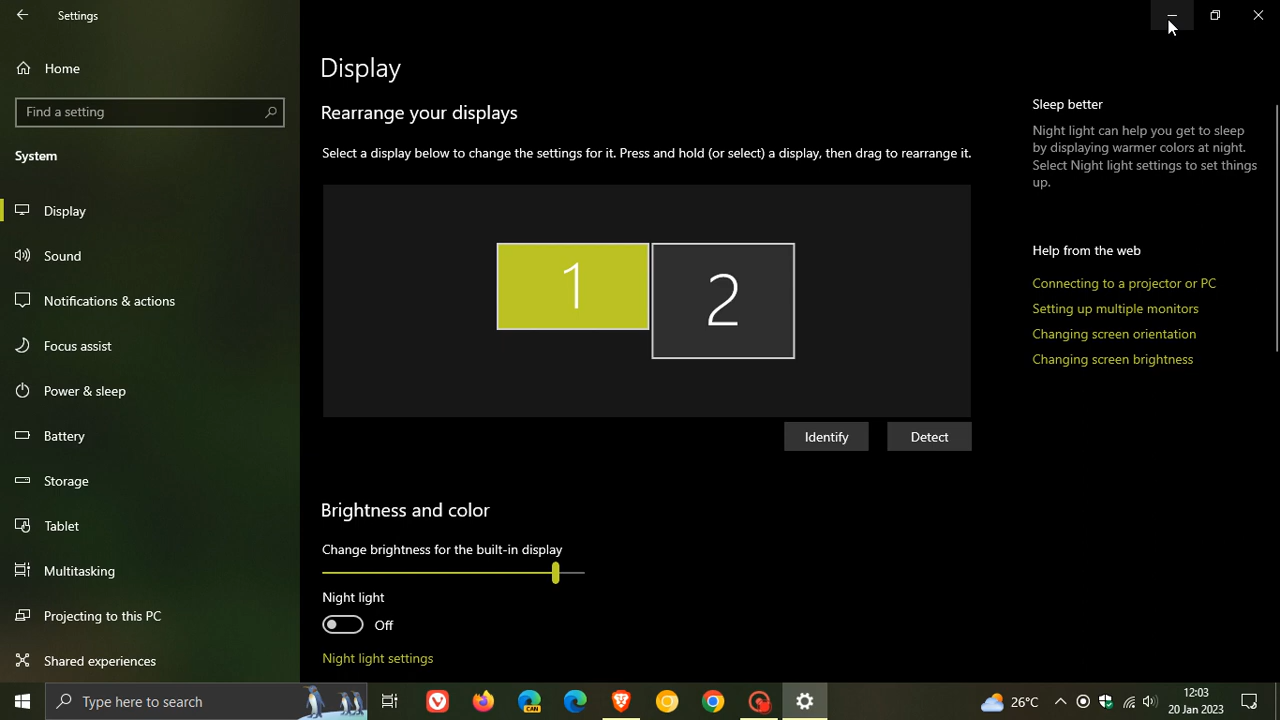 Settings
Home
Find a setting
System
Display
Sound
Notifications & actions
Focus assist
Power & sleep
Battery
Storage
Tablet
Multitasking
Projecting to this PC
Shared experiences
Display
Rearrange your displays
Select a display below to change the settings for it. Press and hold (or select) a display, then drag to rearrange it.
1
2
Identify
Detect
Brightness and color
Change brightness for the built-in display
Night light
Off
Night light settings
Sleep better
Night light can help you get to sleep
by displaying warmer colors at night.
Select Night light settings to set things
up.
Help from the web
Connecting to a projector or PC
Setting up multiple monitors
Changing screen orientation
Changing screen brightness
Type here to search
CAN
26°C
12:03
20 Jan 2023